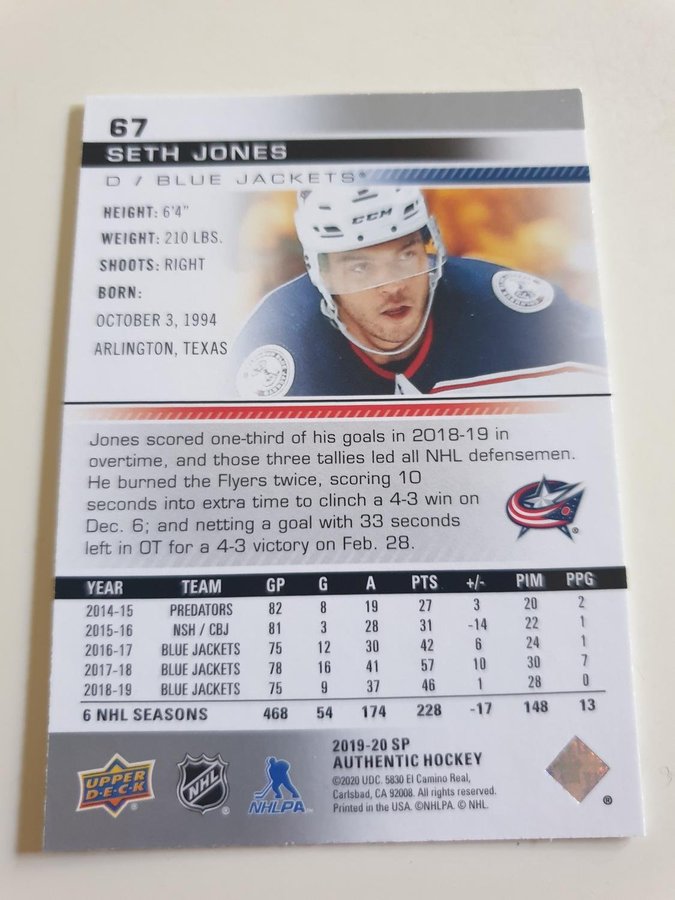 67
SETH JONES
D / BLUE JACKETS®
HEIGHT: 6'4"
WEIGHT: 210 LBS.
SHOOTS: RIGHT
BORN:
OCTOBER 3, 1994
ARLINGTON, TEXAS
CCM
Jones scored one-third of his goals in 2018-19 in
overtime, and those three tallies led all NHL defensemen.
He burned the Flyers twice, scoring 10
seconds into extra time to clinch a 4-3 win on
Dec. 6; and netting a goal with 33 seconds
left in OT for a 4-3 victory on Feb. 28.
®
YEAR TEAM GP G A PTS +/- PIM PPG
2014-15 PREDATORS 82 8 19 27 3 20 2
2015-16 NSH / CBJ 81 3 28 31 -14 22 1
2016-17 BLUE JACKETS 75 12 30 42 6 24 1
2017-18 BLUE JACKETS 78 16 41 57 10 30 7
2018-19 BLUE JACKETS 75 9 37 46 1 28 0
6 NHL SEASONS 468 54 174 228 -17 148 13
UPPER DECK
NHL
NHLPA
2019-20 SP
AUTHENTIC HOCKEY
©2020 UDC. 5830 El Camino Real,
Carlsbad, CA 92008. All rights reserved.
Printed in the USA. ©NHLPA. © NHL.
®